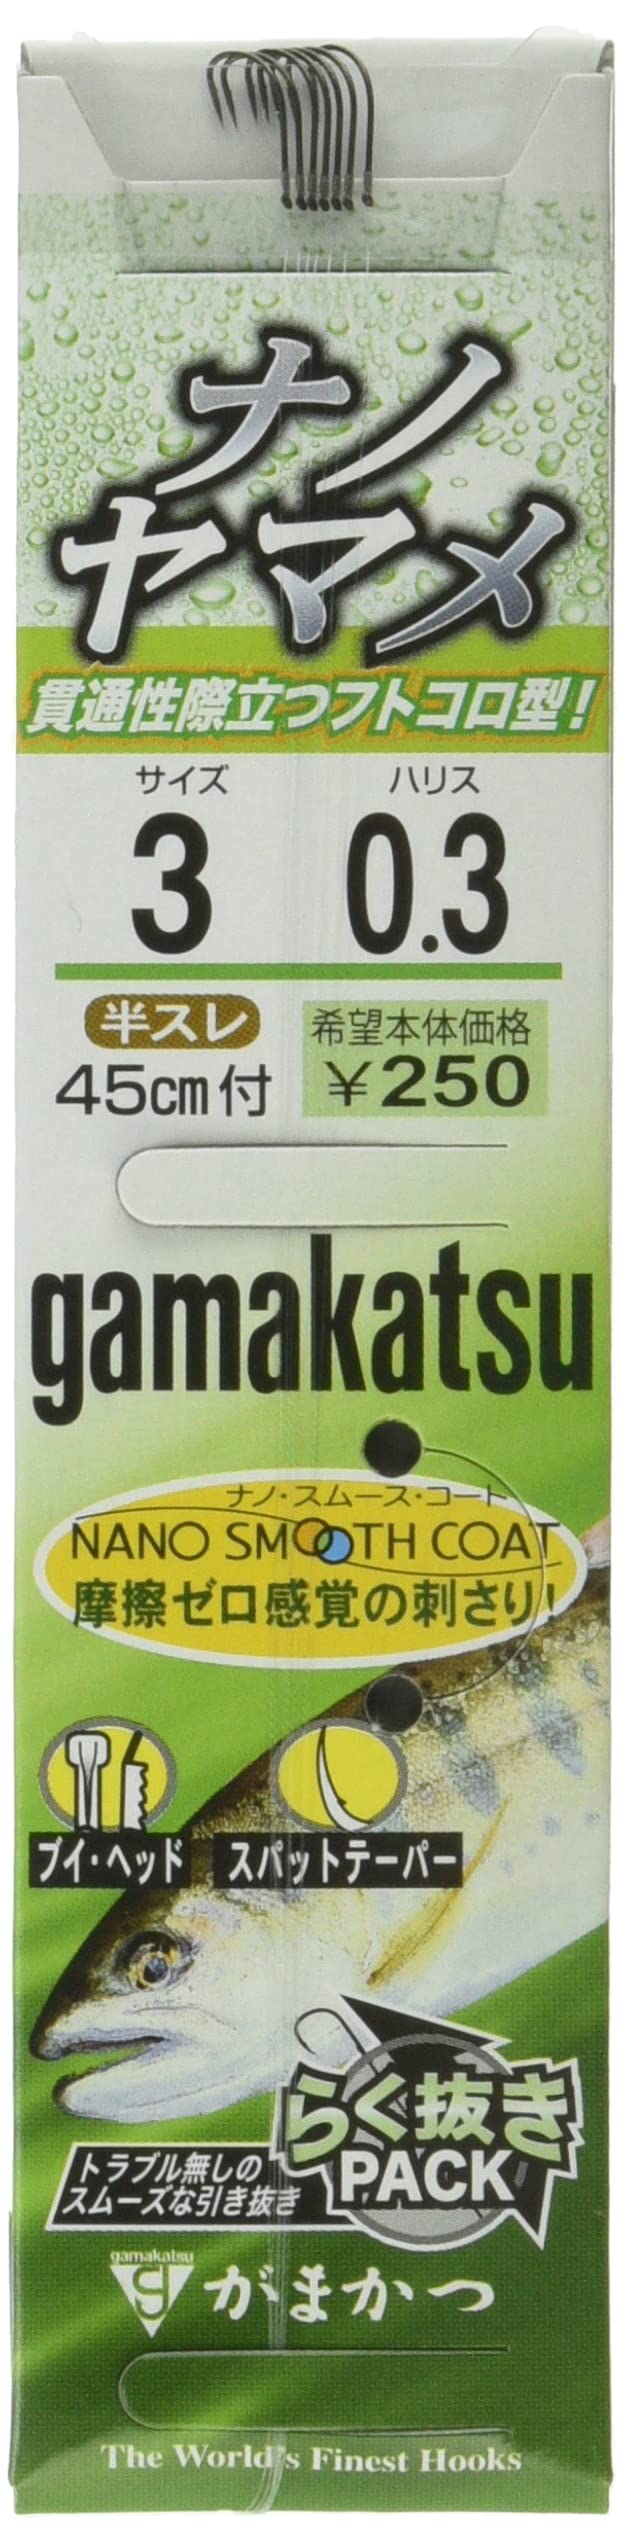 ナノ
ヤマメ
貫通性際立つフトコロ型!
サイズ ハリス
3 0.3
半スレ
45cm付
希望本体価格
¥250
gamakatsu
ナノ・スムース・コート
NANO SMOOTH COAT
摩擦ゼロ感覚の刺さり!
ブイ・ヘッド スパットテーパー
らく抜き
PACK
トラブル無しの
スムーズな引き抜き
gamakatsu
がまかつ
The World's Finest Hooks